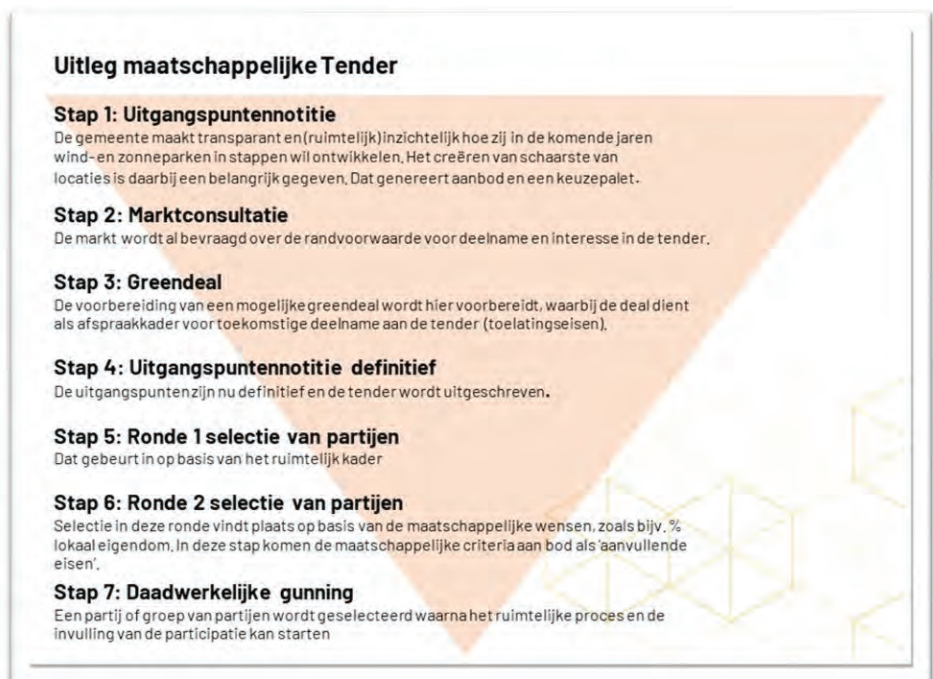 Uitleg maatschappelijke Tender
Stap 1: Uitgangspuntennotitie
De gemeente maakt transparant en (ruimtelijk) inzichtelijk hoe zij in de komende jaren
wind- en zonneparken in stappen wil ontwikkelen. Het creëren van schaarste van
locaties is daarbij een belangrijk gegeven. Dat genereert aanbod en een keuzepalet.
Stap 2: Marktconsultatie
De markt wordt al bevraagd over de randvoorwaarde voor deelname en interesse in de tender.
Stap 3: Greendeal
De voorbereiding van een mogelijke greendeal wordt hier voorbereidt, waarbij de deal dient
als afspraakkader voor toekomstige deelname aan de tender (toelatingseisen).
Stap 4: Uitgangspuntennotitie definitief
De uitgangspunten zijn nu definitief en de tender wordt uitgeschreven.
Stap 5: Ronde 1 selectie van partijen
Dat gebeurt in op basis van het ruimtelijk kader
Stap 6: Ronde 2 selectie van partijen
Selectie in deze ronde vindt plaats op basis van de maatschappelijke wensen, zoals bijv. %
lokaal eigendom. In deze stap komen de maatschappelijke criteria aan bod als 'aanvullende
eisen'.
Stap 7: Daadwerkelijke gunning
Een partij of groep van partijen wordt geselecteerd waarna het ruimtelijke proces en de
invulling van de participatie kan starten